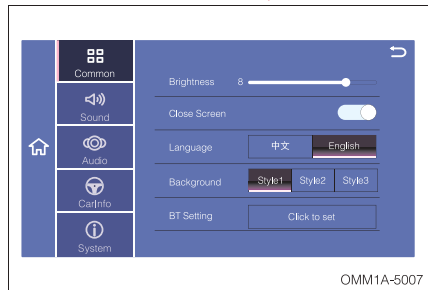 Common
Brightness 8
Sound
Close Screen
Language 中文 English
Audio
Background Style1 Style2 Style3
CarInfo
BT Setting Click to set
System
OMM1A-5007